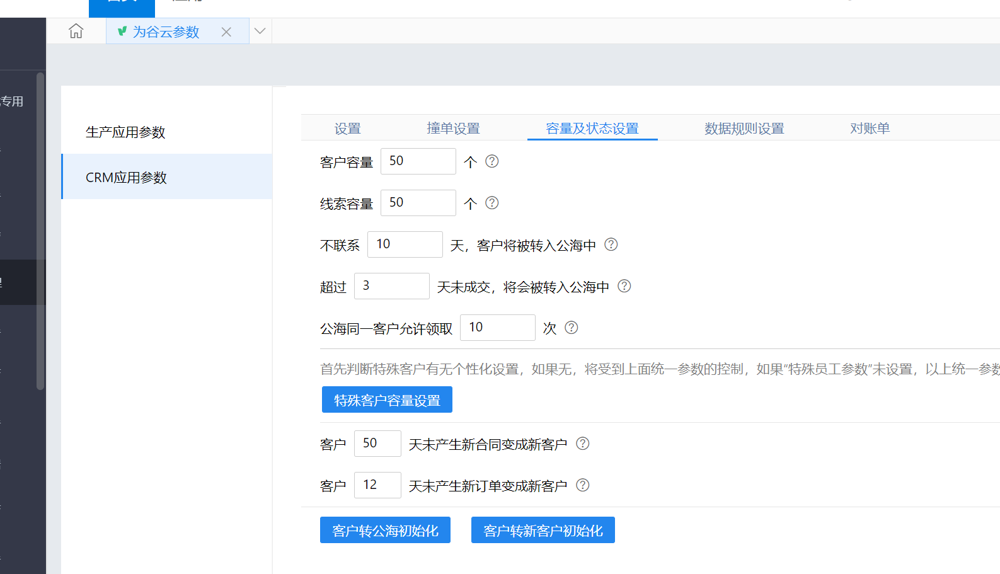 为谷云参数
专用
生产应用参数
CRM应用参数
设置 撞单设置 容量及状态设置 数据规则设置 对账单
客户容量 50 个
线索容量 50 个
不联系 10 天，客户将被转入公海中
超过 3 天未成交，将会被转入公海中
公海同一客户允许领取 10 次
首先判断特殊客户有无个性化设置，如果无，将受到上面统一参数的控制，如果“特殊员工参数”未设置，以上统一参数
特殊客户容量设置
客户 50 天未产生新合同变成新客户
客户 12 天未产生新订单变成新客户
客户转公海初始化 客户转新客户初始化